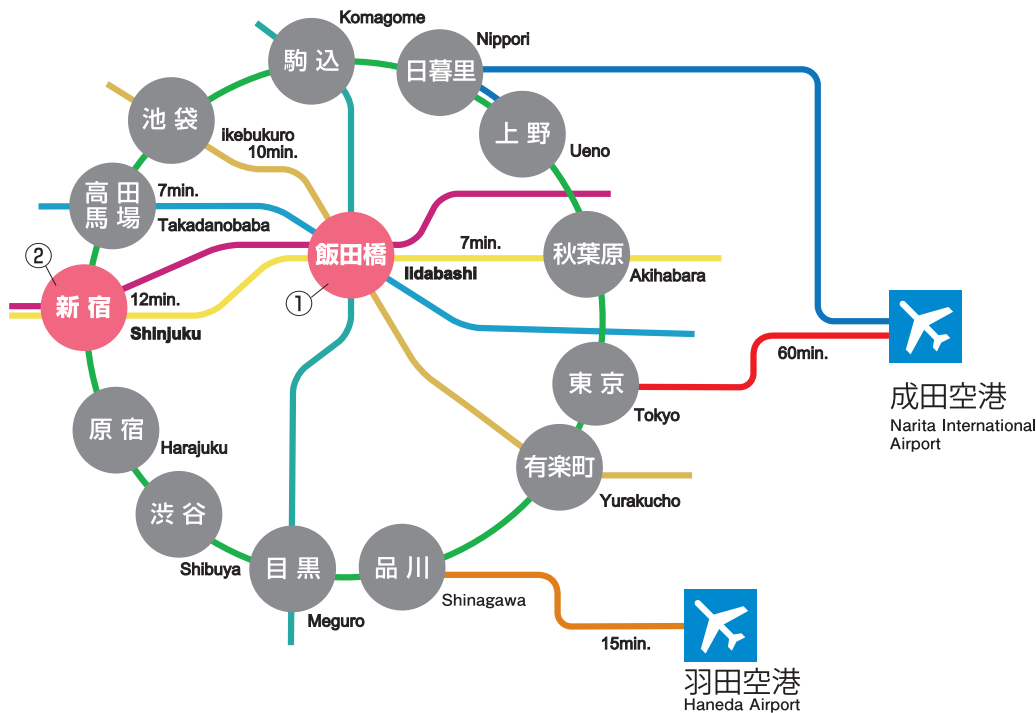 Komagome
駒込
Nippori
日暮里
池袋
上野
ikebukuro
10min.
Ueno
高田
馬場
7min.
Takadanobaba
飯田橋
7min.
秋葉原
②
Iidabashi
Akihabara
新宿
12min.
①
Shinjuku
60min.
東京
成田空港
Tokyo
Narita International
Airport
原宿
Harajuku
有楽町
Yurakucho
渋谷
Shibuya
目黒
品川
Shinagawa
Meguro
15min.
羽田空港
Haneda Airport